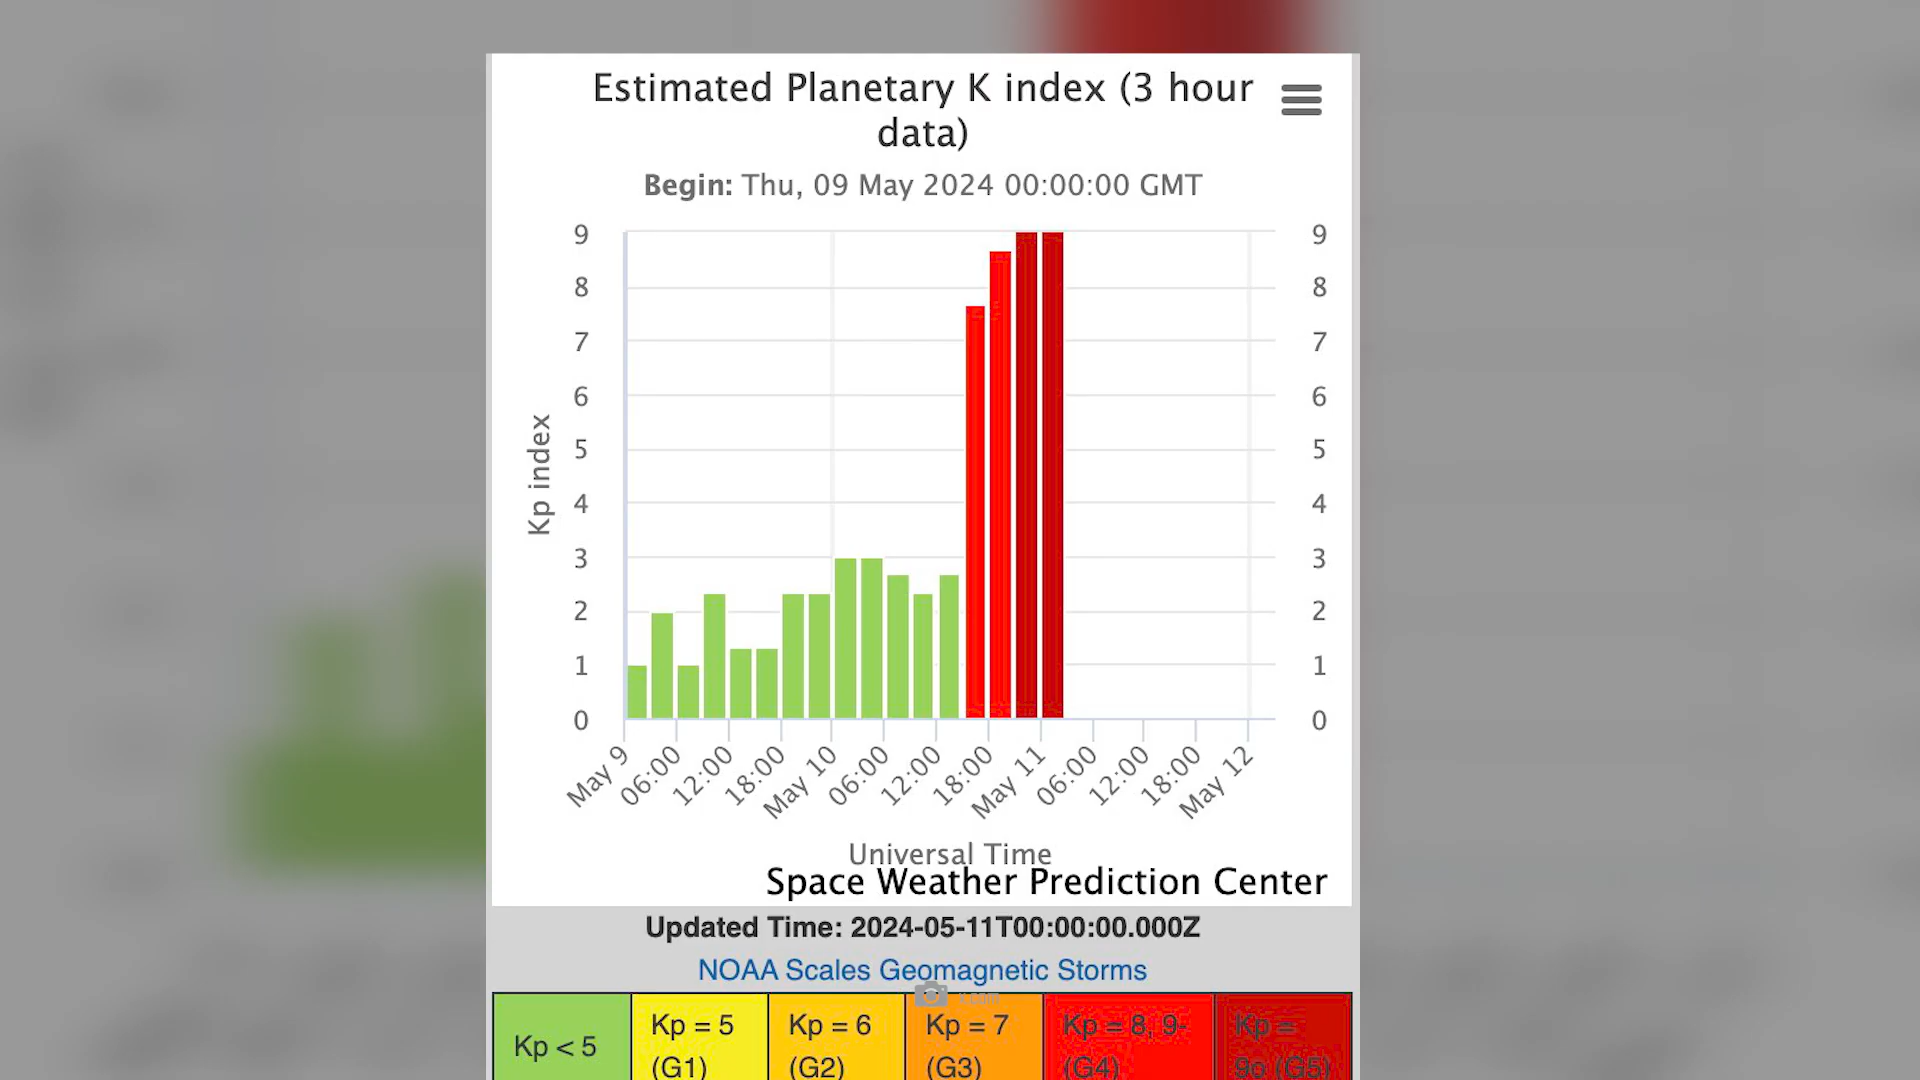 Estimated Planetary K index (3 hour
data)
Begin: Thu, 09 May 2024 00:00:00 GMT
9 9
8 8
7 7
6 6
5 5
4 4
3 3
2 2
1 1
0 0
Kp index
May 9 06:00 12:00 18:00 May 10 06:00 12:00 18:00 May 11 06:00 12:00 18:00 May 12
Universal Time
Space Weather Prediction Center
Updated Time: 2024-05-11T00:00:00.000Z
NOAA Scales Geomagnetic Storms
Kp < 5
Kp = 5
(G1)
Kp = 6
(G2)
Kp = 7
(G3)
Kp = 8, 9-
(G4)
Kp =
9o (G5)